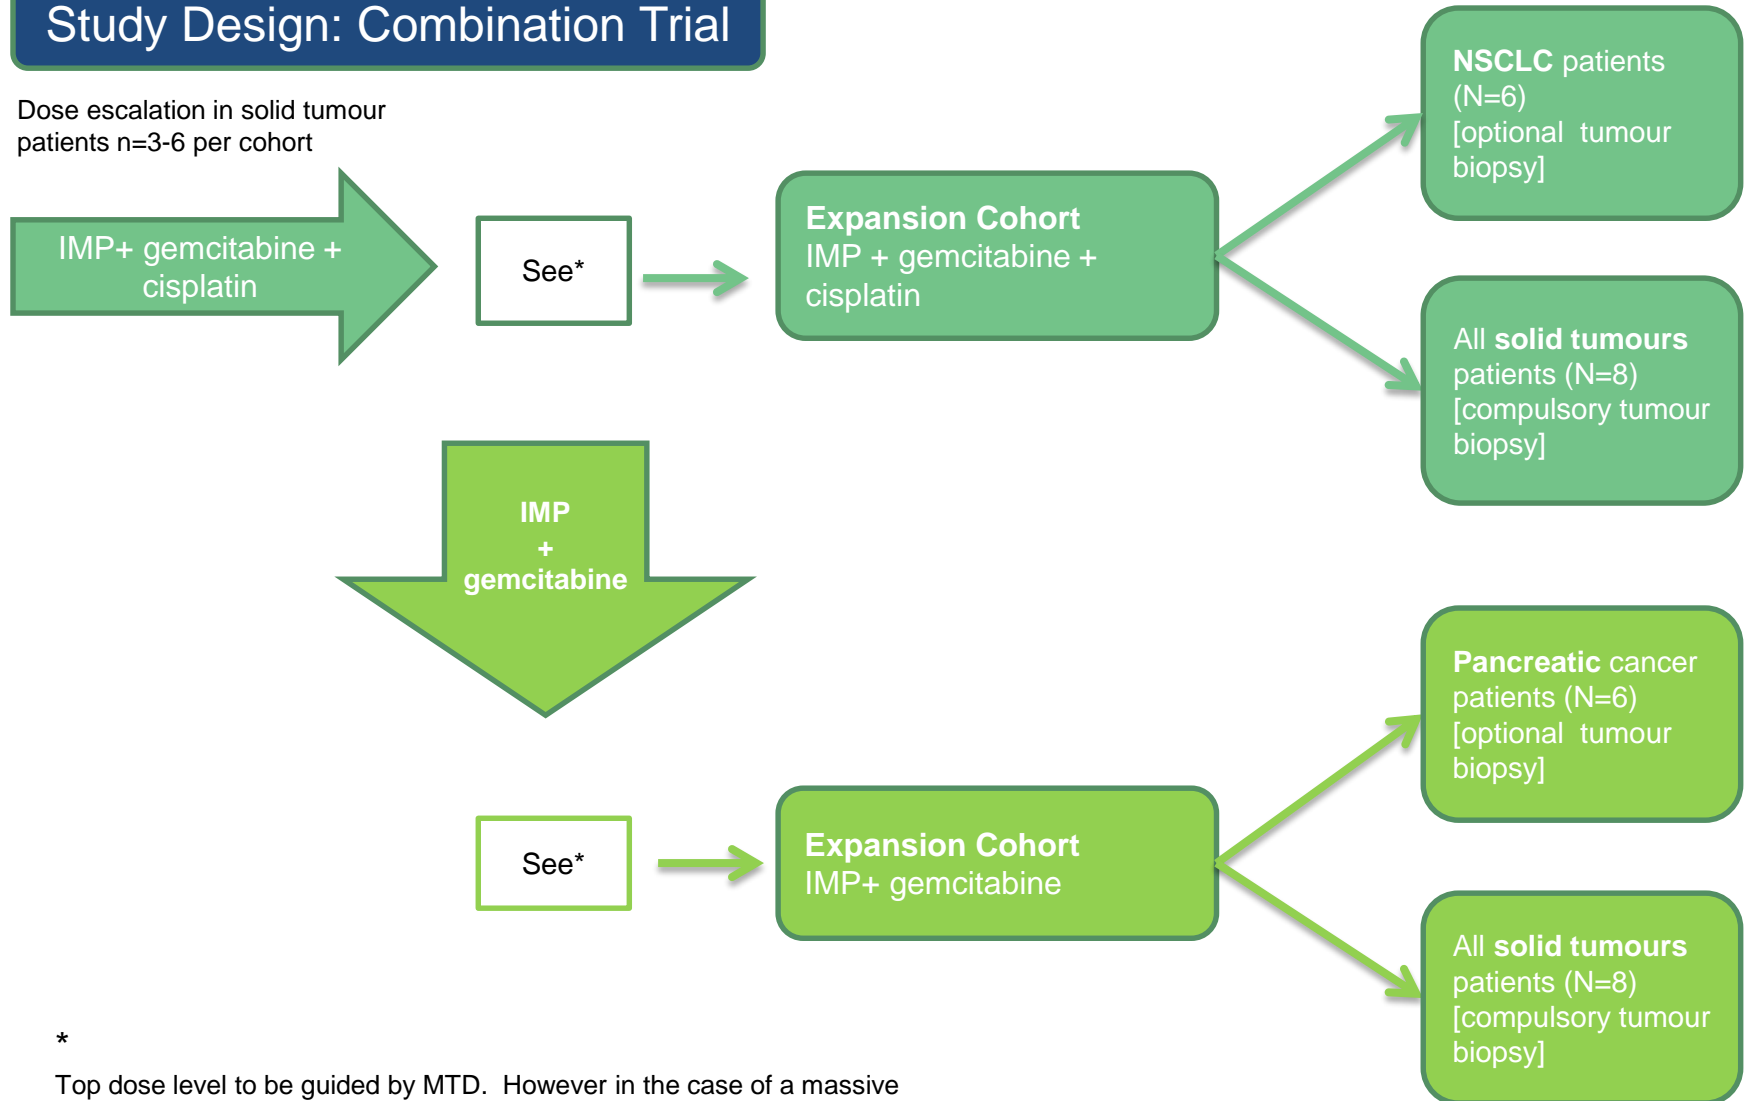 Study Design: Combination Trial
Dose escalation in solid tumour
patients n=3-6 per cohort
IMP+ gemcitabine +
cisplatin
See*
Expansion Cohort
IMP + gemcitabine +
cisplatin
NSCLC patients
(N=6)
[optional tumour
biopsy]
All solid tumours
patients (N=8)
[compulsory tumour
biopsy]
IMP
+
gemcitabine
See*
Expansion Cohort
IMP+ gemcitabine
Pancreatic cancer
patients (N=6)
[optional tumour
biopsy]
All solid tumours
patients (N=8)
[compulsory tumour
biopsy]
*
Top dose level to be guided by MTD. However in the case of a massive